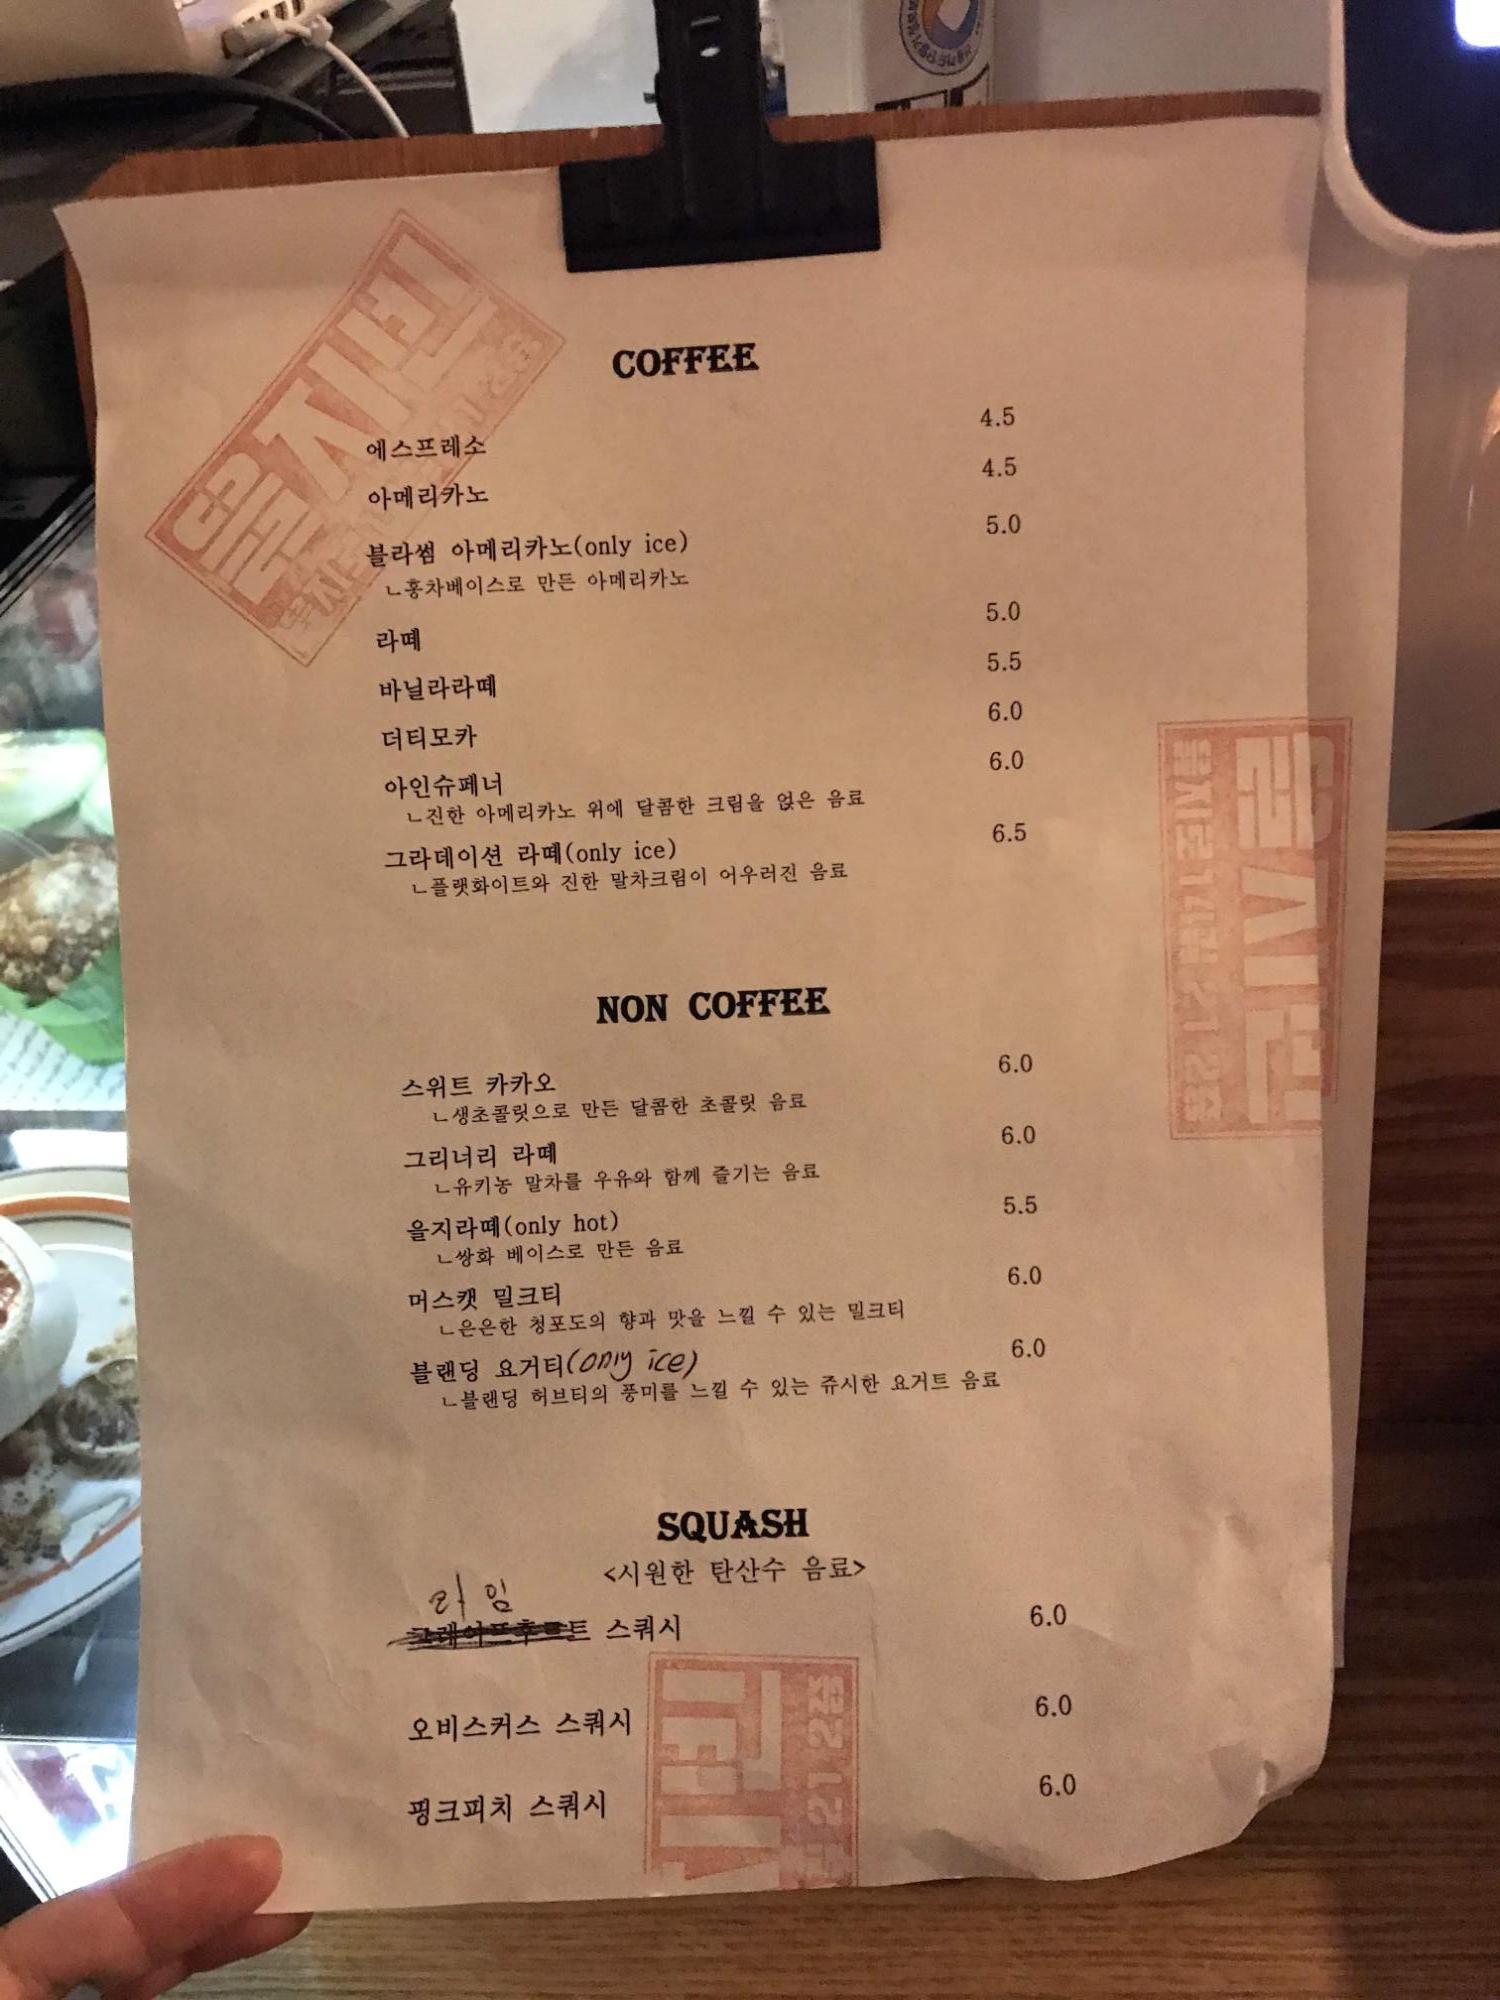 COFFEE
에스프레소 4.5
아메리카노 4.5
블라썸 아메리카노(only ice) 5.0
ㄴ홍차베이스로 만든 아메리카노
라떼 5.0
바닐라라떼 5.5
더티모카 6.0
아인슈페너 6.0
ㄴ진한 아메리카노 위에 달콤한 크림을 얹은 음료
그라데이션 라떼(only ice) 6.5
ㄴ플랫화이트와 진한 말차크림이 어우러진 음료
NON COFFEE
스위트 카카오 6.0
ㄴ생초콜릿으로 만든 달콤한 초콜릿 음료
그리너리 라떼 6.0
ㄴ유키농 말차를 우유와 함께 즐기는 음료
을지라떼(only hot) 5.5
ㄴ쌍화 베이스로 만든 음료
머스캣 밀크티 6.0
ㄴ은은한 청포도의 향과 맛을 느낄 수 있는 밀크티
블랜딩 요거티(only ice) 6.0
ㄴ블랜딩 허브티의 풍미를 느낄 수 있는 쥬시한 요거트 음료
SQUASH
<시원한 탄산수 음료>
라임
그레이프후르트 스쿼시 6.0
오비스커스 스쿼시 6.0
핑크피치 스쿼시 6.0